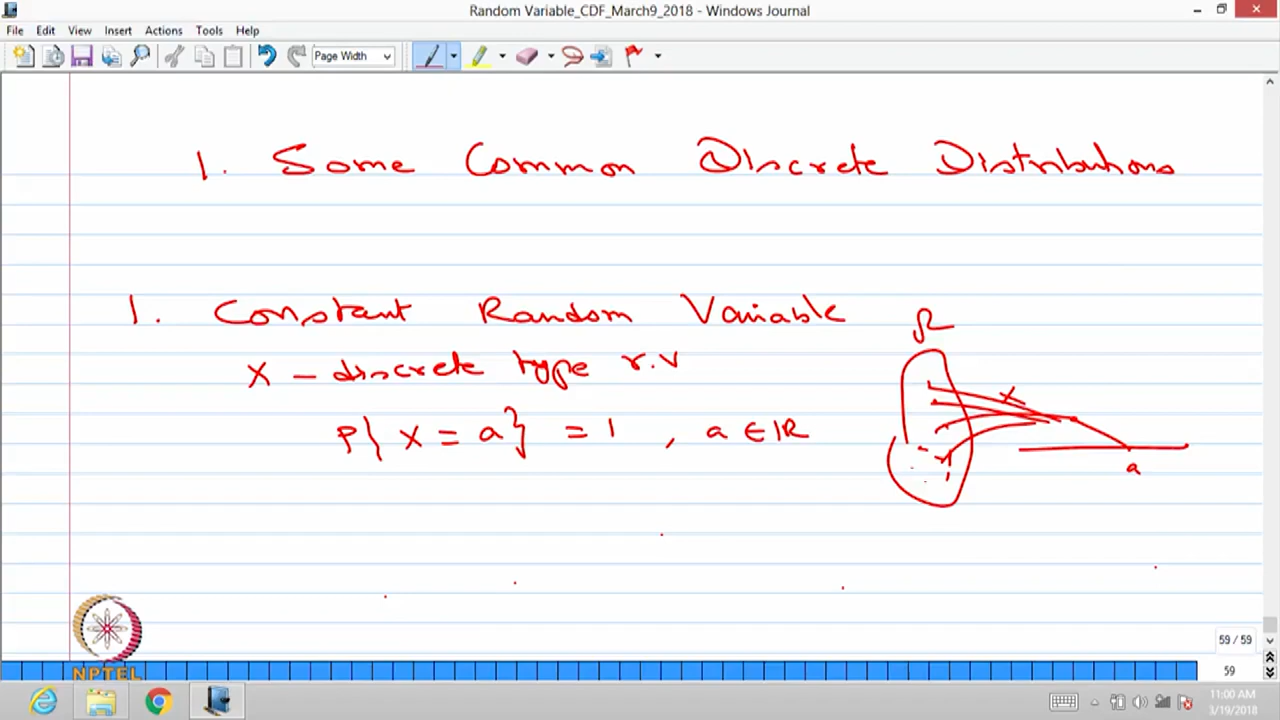 Random Variable_CDF_March9_2018 - Windows Journal
File Edit View Insert Actions Tools Help
Page Width
1. Some Common Discrete Distributions
1. Constant Random Variable
Ω
X - discrete type r.v
X
P{ X = a } = 1 , a ∈ ℝ
a
59 / 59
NPTEL
59
11:00 AM
3/19/2018